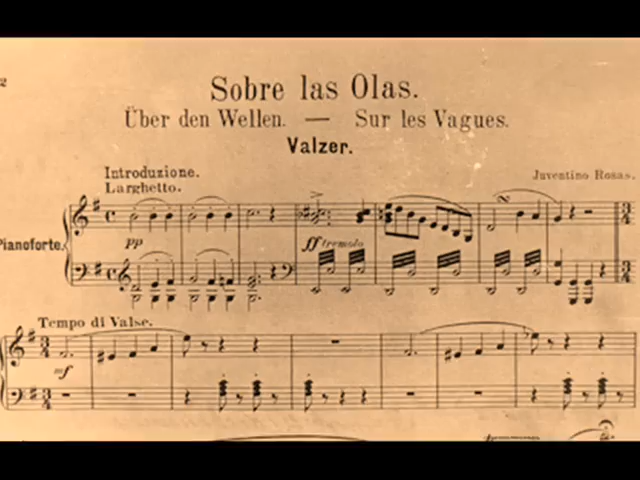 2
Sobre las Olas.
Über den Wellen. — Sur les Vagues.
Valzer.
Introduzione.
Larghetto.
Juventino Rosas.
Pianoforte.
pp
ff tremolo
Tempo di Valse.
mf